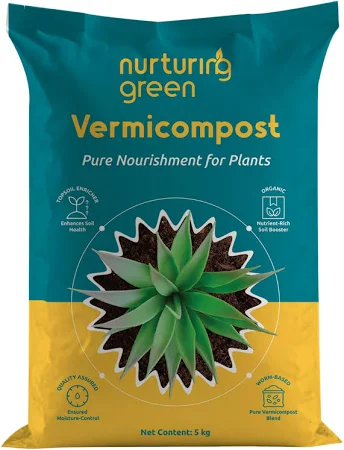 nurturing
green
Vermicompost
Pure Nourishment for Plants
TOPSOIL ENRICHER
Enhances Soil
Health
ORGANIC
Nutrient-Rich
Soil Booster
QUALITY ASSURED
Ensured
Moisture-Control
WORM-BASED
Pure Vermicompost
Blend
Net Content: 5 kg